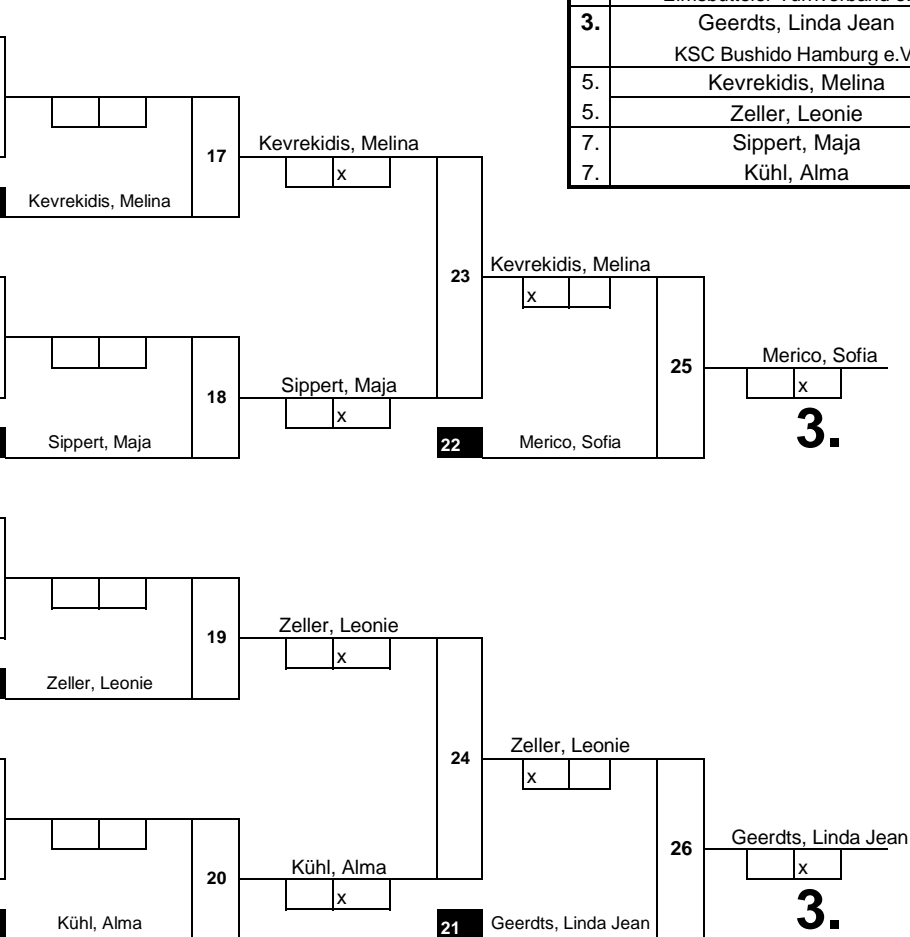 3. Geerdts, Linda Jean
KSC Bushido Hamburg e.V
5. Kevrekidis, Melina
5. Zeller, Leonie
7. Sippert, Maja
7. Kühl, Alma
17
Kevrekidis, Melina
x
Kevrekidis, Melina
23
Kevrekidis, Melina
x
25
Merico, Sofia
x
3.
18
Sippert, Maja
x
Sippert, Maja
22
Merico, Sofia
19
Zeller, Leonie
x
Zeller, Leonie
24
Zeller, Leonie
x
26
Geerdts, Linda Jean
x
3.
20
Kühl, Alma
x
Kühl, Alma
21
Geerdts, Linda Jean